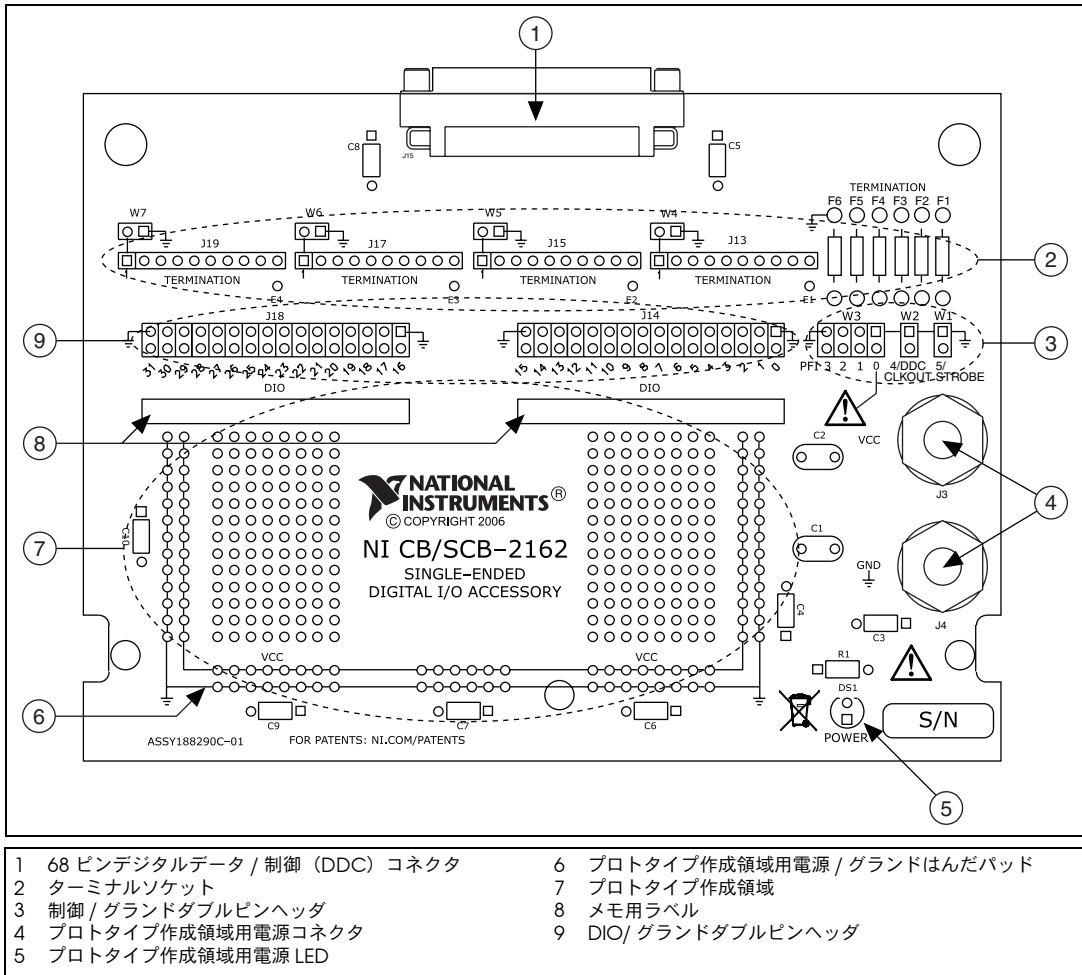 1
C8
J15
C5
TERMINATION
F6 F5 F4 F3 F2 F1
W7 W6 W5 W4
J19 J17 J15 J13
TERMINATION TERMINATION TERMINATION TERMINATION
2
E4 E3 E2 E1
J18 J14 W3 W2 W1
9
3
31 30 29 28 27 26 25 24 23 22 21 20 19 18 17 16
15 14 13 12 11 10 9 8 7 6 5 4 3 2 1 0
PFI 3 2 1 0 4/DDC 5/
CLKOUT STROBE
DIO DIO
8
VCC
C2
NATIONAL
INSTRUMENTS ®
© COPYRIGHT 2006
J3
4
C10
7
NI CB/SCB-2162
C1
SINGLE-ENDED
DIGITAL I/O ACCESSORY
GND
C4
C3
J4
VCC VCC
R1
6
DS1
C9 C7 C6
S/N
ASSY188290C-01 FOR PATENTS: NI.COM/PATENTS
POWER
5
1 68 ピンデジタルデータ / 制御（DDC）コネクタ
2 ターミナルソケット
3 制御 / グランドダブルピンヘッダ
4 プロトタイプ作成領域用電源コネクタ
5 プロトタイプ作成領域用電源 LED
6 プロトタイプ作成領域用電源 / グランドはんだパッド
7 プロトタイプ作成領域
8 メモ用ラベル
9 DIO/ グランドダブルピンヘッダ